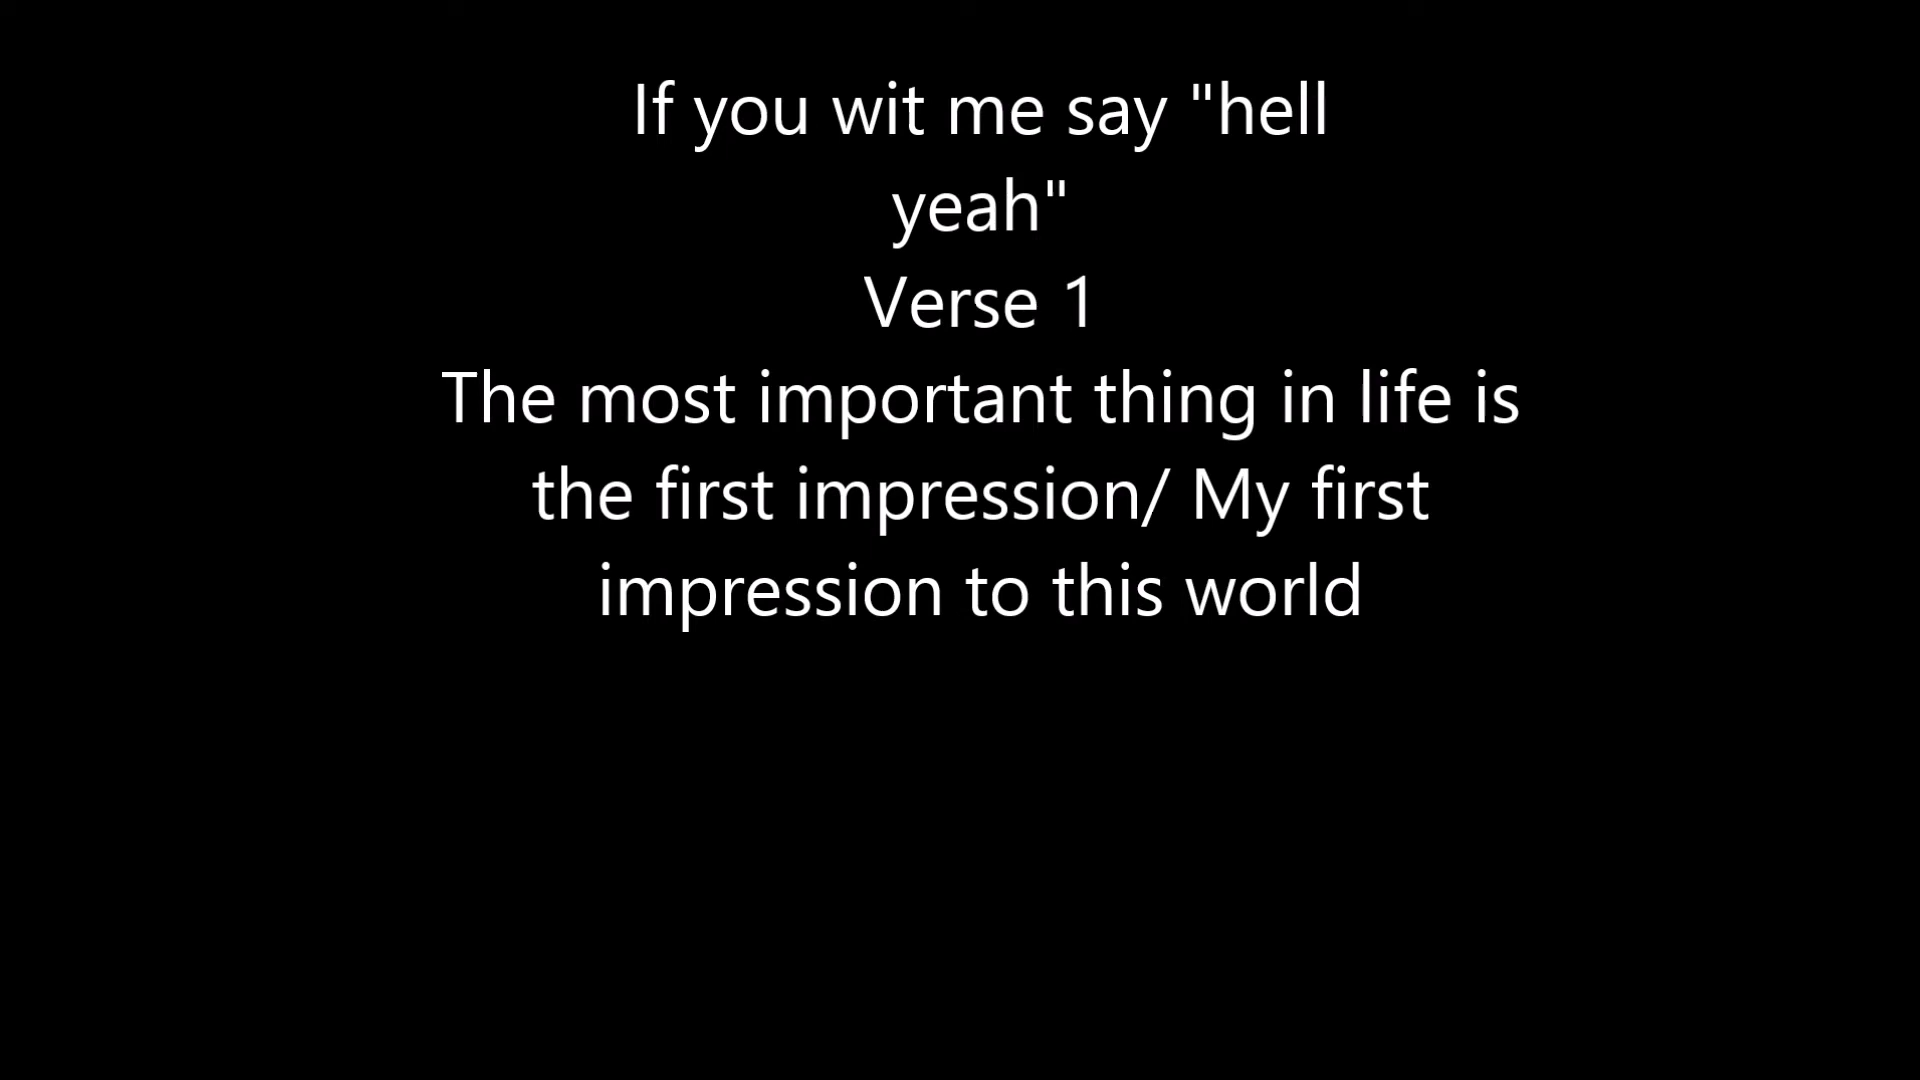 If you wit me say "hell
yeah"
Verse 1
The most important thing in life is
the first impression/ My first
impression to this world